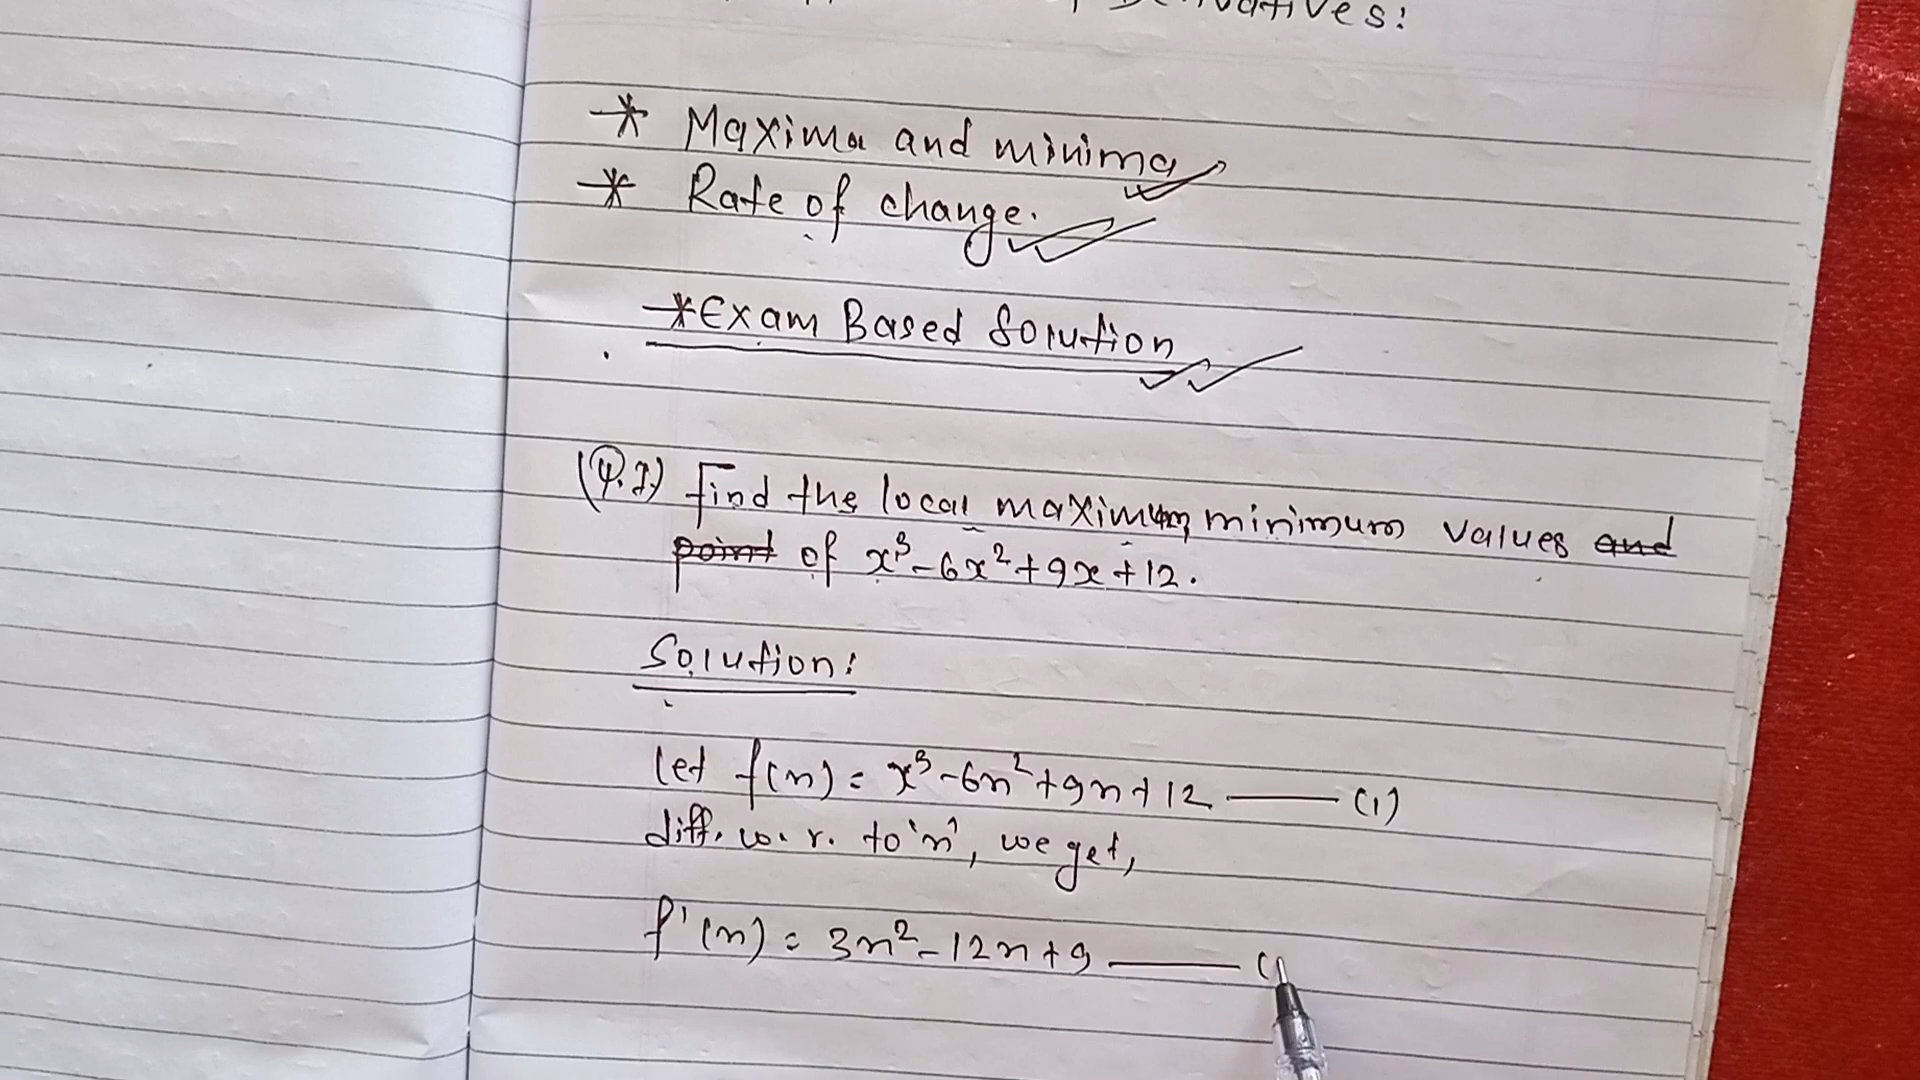 Derivatives:
* Maxima and minima
* Rate of change.
* Exam Based Solution
(Q.1) Find the local maximum, minimum values and
point of x³-6x²+9x+12.
Solution:
let f(x) = x³-6x²+9x+12 —— (1)
diff. w. r. to 'x', we get,
f'(x) = 3x²-12x+9 —— (